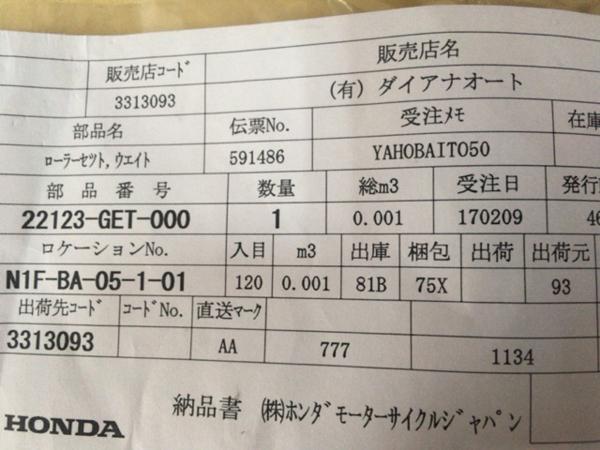 販売店コード 販売店名
3313093 (有) ダイアナオート
部品名 伝票No. 受注メモ 在庫
ローラーセツト,ウエイト 591486 YAHOBAITO50
部品番号 数量 総m3 受注日 発行
22123-GET-000 1 0.001 170209 46
ロケーションNo. 入目 m3 出庫 梱包 出荷 出荷元
N1F-BA-05-1-01 120 0.001 81B 75X 93
出荷先コード コードNo. 直送マーク
3313093 AA 777 1134
HONDA 納品書 (株)ホンダモーターサイクルジャパン